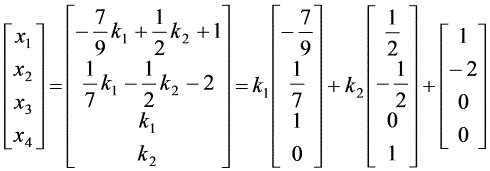 [x₁ x₂ x₃ x₄] = [-7/9 k₁ + 1/2 k₂ + 1, 1/7 k₁ - 1/2 k₂ - 2, k₁, k₂] = k₁ [-7/9, 1/7, 1, 0] + k₂ [1/2, -1/2, 0, 1] + [1, -2, 0, 0]